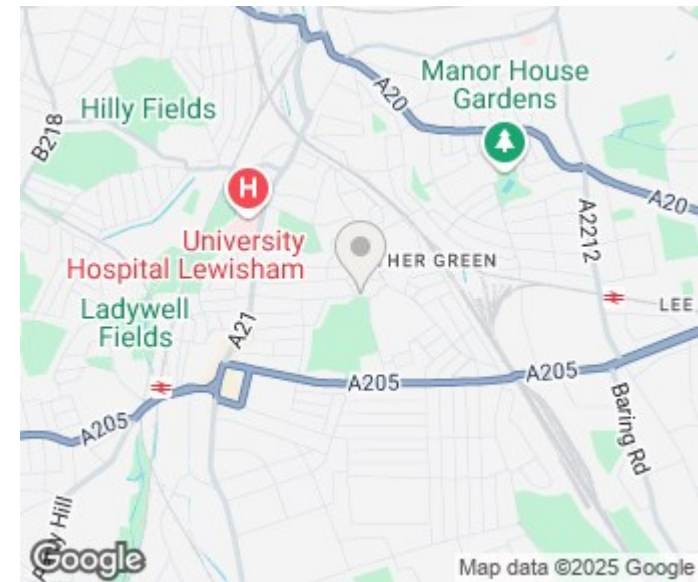 Manor House
Gardens
A20
Hilly Fields
B218
H
University
Hospital Lewisham
HER GREEN
A2212
A20
Ladywell
Fields
A21
LEE
A205
A205
A205
Baring Rd
Hill
Google
Map data ©2025 Google